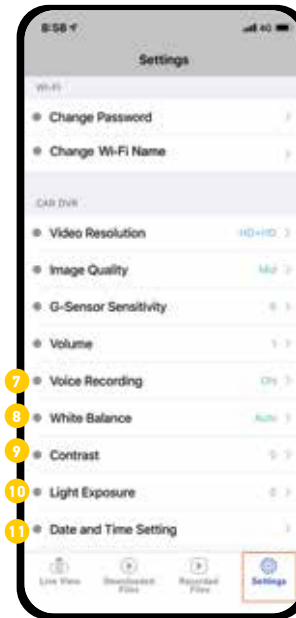 8:58
4G
Settings
Wi-Fi
Change Password
Change Wi-Fi Name
CAR DVR
Video Resolution HD+HD
Image Quality Mid
G-Sensor Sensitivity
Volume
7 Voice Recording ON
8 White Balance Auto
9 Contrast
10 Light Exposure
11 Date and Time Setting
Live View Downloaded Files Recorded Files Settings